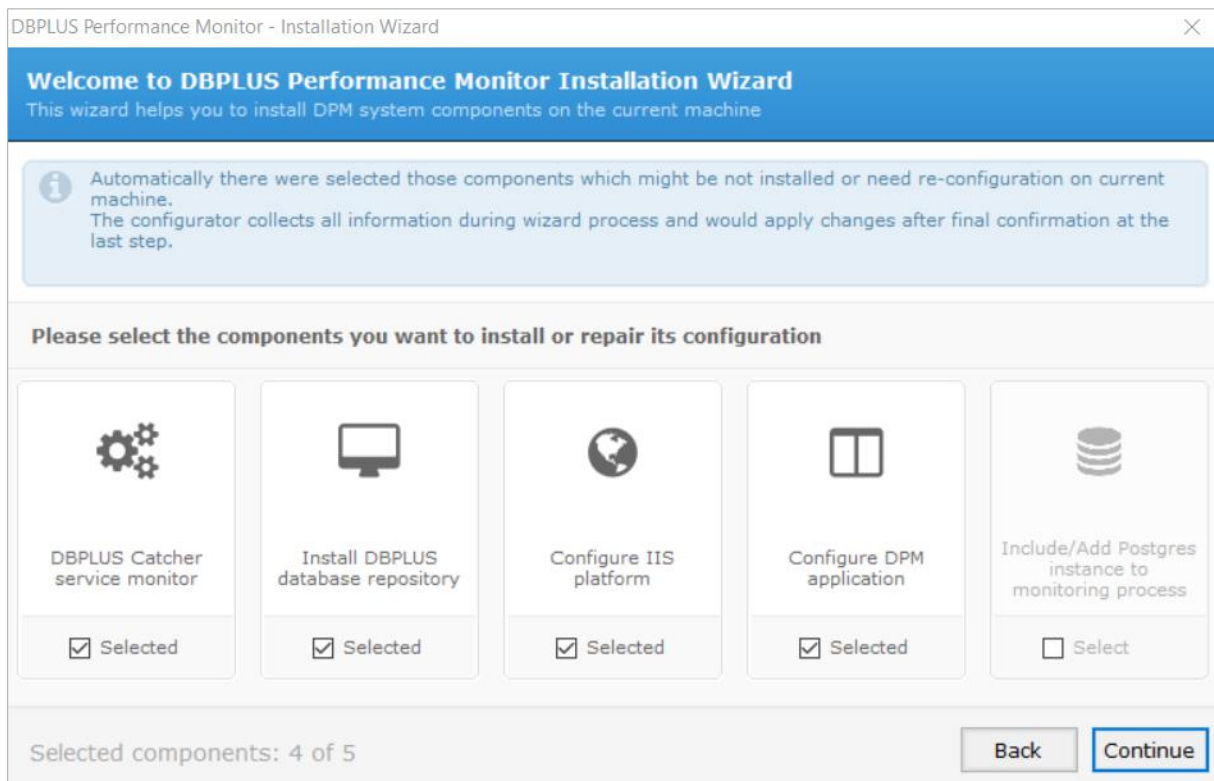 DBPLUS Performance Monitor - Installation Wizard
Welcome to DBPLUS Performance Monitor Installation Wizard
This wizard helps you to install DPM system components on the current machine
Automatically there were selected those components which might be not installed or need re-configuration on current
machine.
The configurator collects all information during wizard process and would apply changes after final confirmation at the
last step.
Please select the components you want to install or repair its configuration
DBPLUS Catcher
service monitor
Selected
Install DBPLUS
database repository
Selected
Configure IIS
platform
Selected
Configure DPM
application
Selected
Include/Add Postgres
instance to
monitoring process
Select
Selected components: 4 of 5
Back
Continue